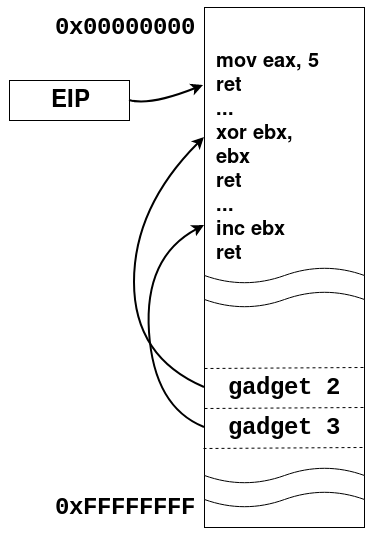 0x00000000
mov eax, 5
ret
...
xor ebx,
ebx
ret
...
inc ebx
ret
EIP
gadget 2
gadget 3
0xFFFFFFFF